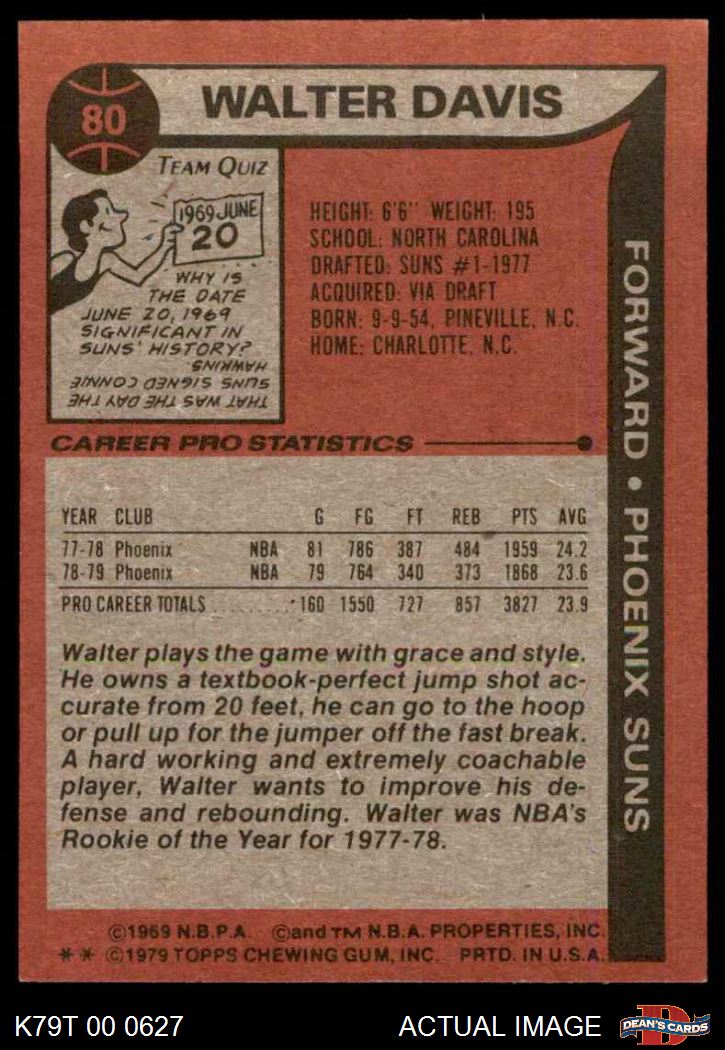 80
WALTER DAVIS
TEAM QUIZ
1969 JUNE
20
WHY IS
THE DATE
JUNE 20, 1969
SIGNIFICANT IN
SUNS' HISTORY?
THAT WAS THE DAY THE
SUNS SIGNED CONNIE
HAWKINS
HEIGHT: 6'6" WEIGHT: 195
SCHOOL: NORTH CAROLINA
DRAFTED: SUNS #1-1977
ACQUIRED: VIA DRAFT
BORN: 9-9-54, PINEVILLE, N.C.
HOME: CHARLOTTE, N.C.
FORWARD • PHOENIX SUNS
CAREER PRO STATISTICS
YEAR CLUB G FG FT REB PTS AVG
77-78 Phoenix NBA 81 786 387 484 1959 24.2
78-79 Phoenix NBA 79 764 340 373 1868 23.6
PRO CAREER TOTALS ......... 160 1550 727 857 3827 23.9
Walter plays the game with grace and style.
He owns a textbook-perfect jump shot ac-
curate from 20 feet, he can go to the hoop
or pull up for the jumper off the fast break.
A hard working and extremely coachable
player, Walter wants to improve his de-
fense and rebounding. Walter was NBA's
Rookie of the Year for 1977-78.
©1969 N.B.P.A. ©and TM N.B.A. PROPERTIES, INC.
** ©1979 TOPPS CHEWING GUM, INC. PRTD. IN U.S.A.
K79T 00 0627
ACTUAL IMAGE
D
DEAN'S CARDS